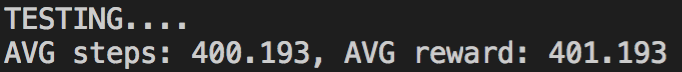 TESTING....
AVG steps: 400.193, AVG reward: 401.193